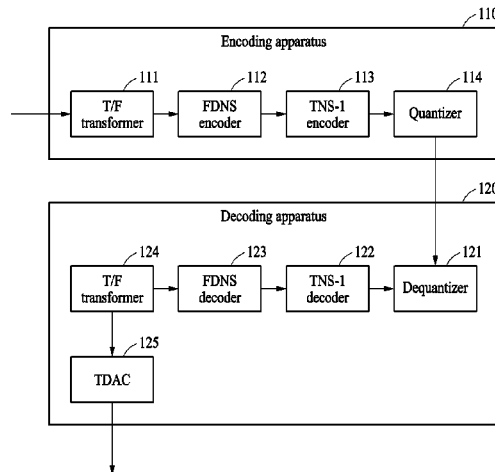 110
Encoding apparatus
111
112
113
114
T/F
transformer
FDNS
encoder
TNS-1
encoder
Quantizer
120
Decoding apparatus
124
123
122
121
T/F
transformer
FDNS
decoder
TNS-1
decoder
Dequantizer
125
TDAC